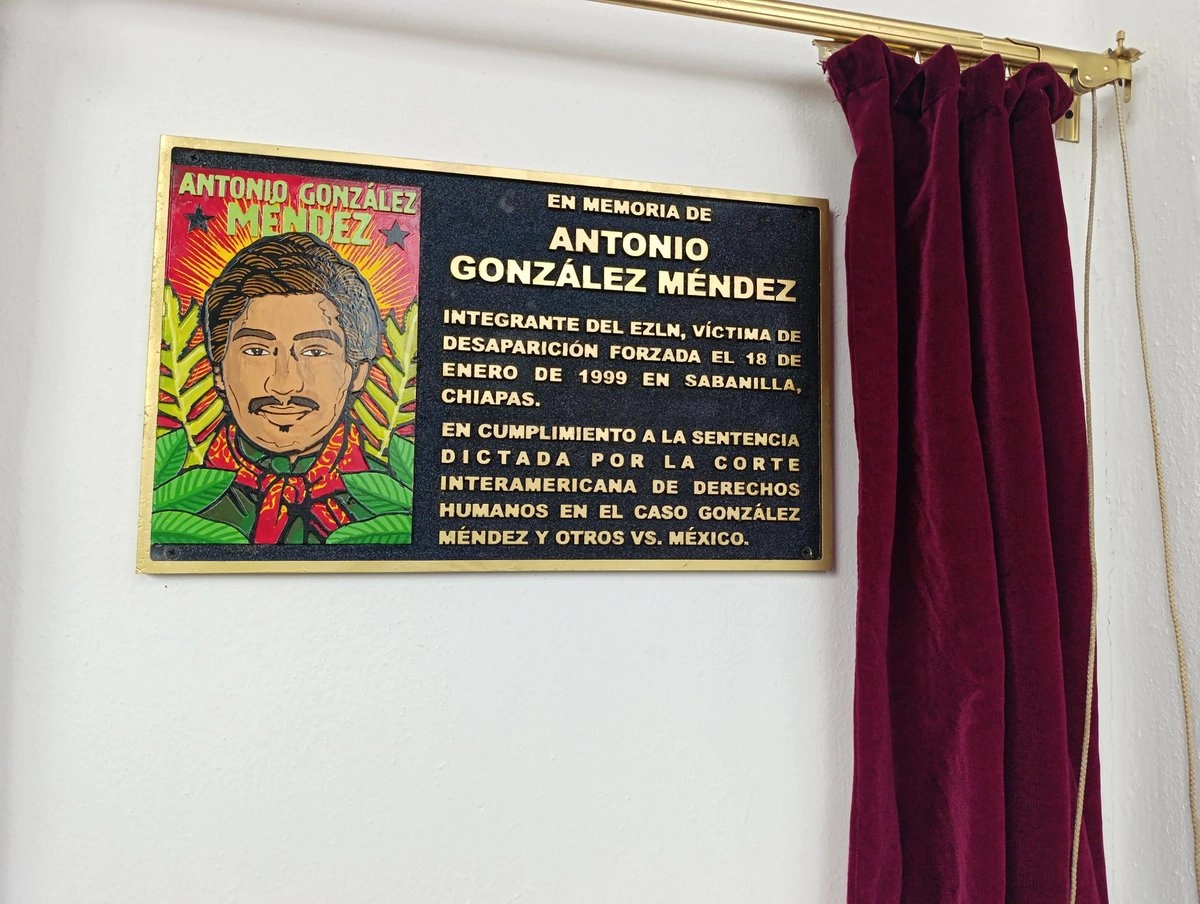 ANTONIO GONZÁLEZ
MÉNDEZ
EN MEMORIA DE
ANTONIO
GONZÁLEZ MÉNDEZ
INTEGRANTE DEL EZLN, VÍCTIMA DE
DESAPARICIÓN FORZADA EL 18 DE
ENERO DE 1999 EN SABANILLA,
CHIAPAS.
EN CUMPLIMIENTO A LA SENTENCIA
DICTADA POR LA CORTE
INTERAMERICANA DE DERECHOS
HUMANOS EN EL CASO GONZÁLEZ
MÉNDEZ Y OTROS VS. MÉXICO.